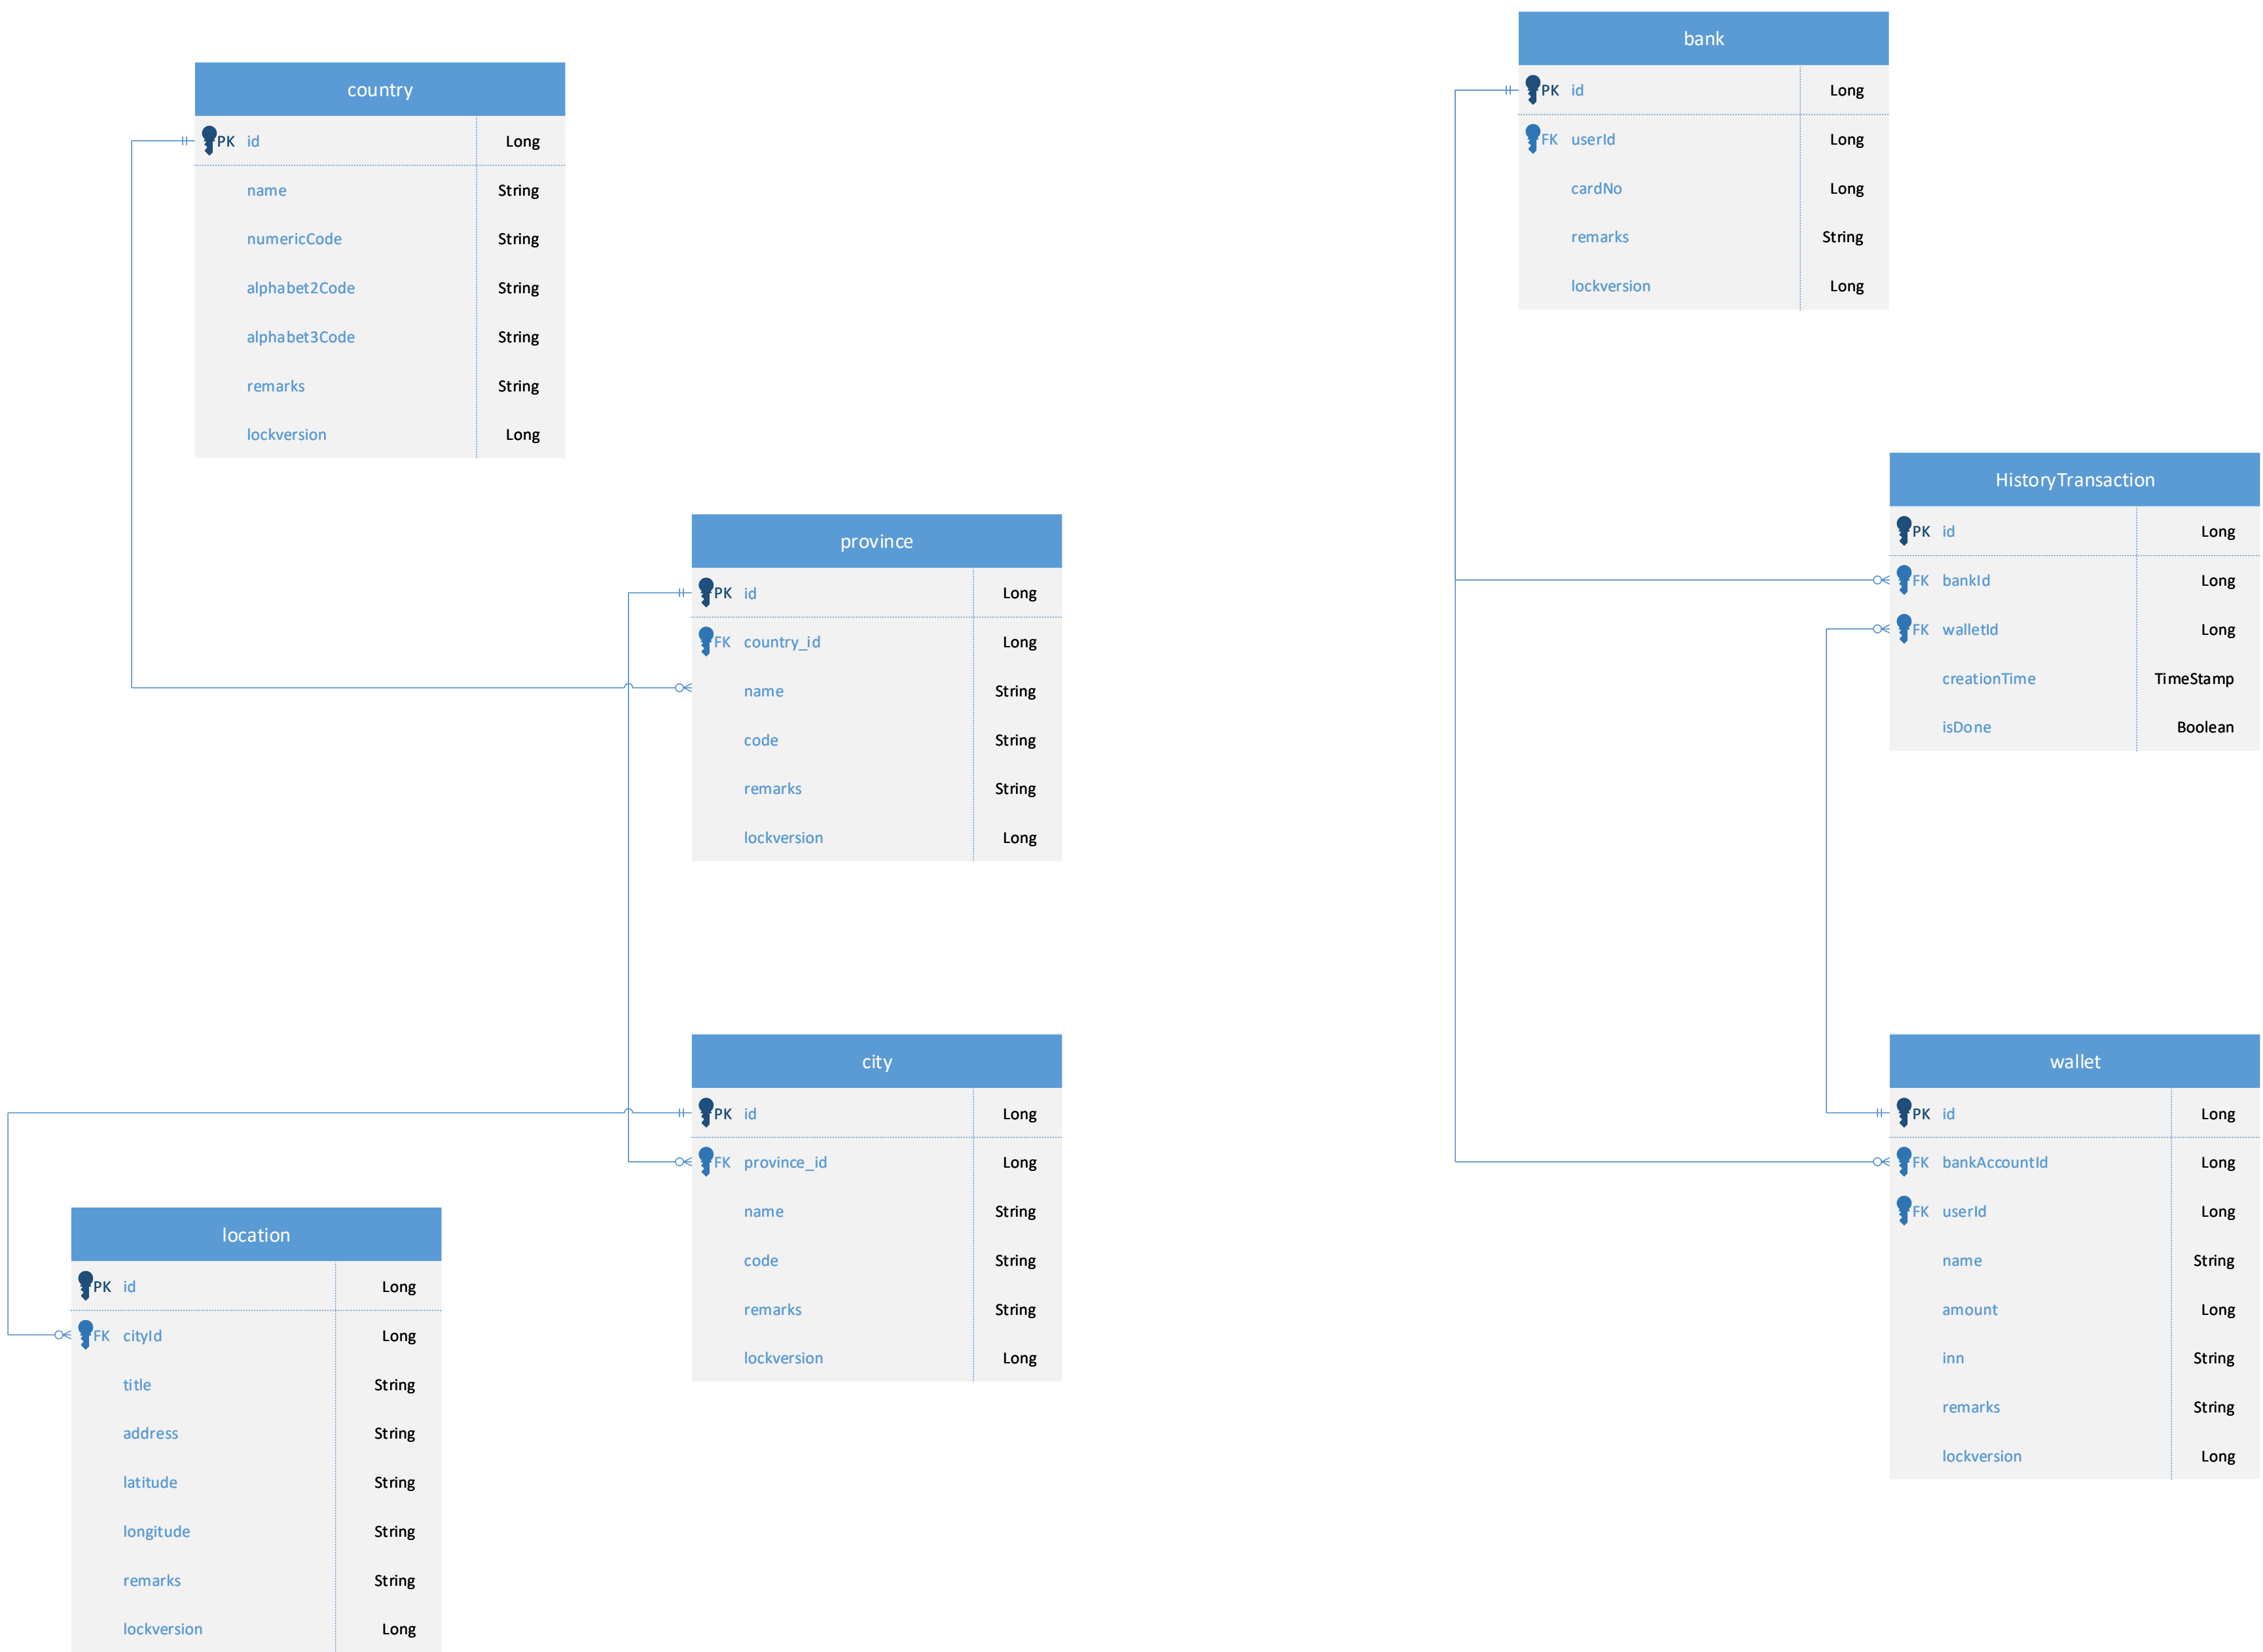 country
PK id Long
name String
numericCode String
alphabet2Code String
alphabet3Code String
remarks String
lockversion Long
province
PK id Long
FK country_id Long
name String
code String
remarks String
lockversion Long
city
PK id Long
FK province_id Long
name String
code String
remarks String
lockversion Long
location
PK id Long
FK cityId Long
title String
address String
latitude String
longitude String
remarks String
lockversion Long
bank
PK id Long
FK userId Long
cardNo Long
remarks String
lockversion Long
HistoryTransaction
PK id Long
FK bankId Long
FK walletId Long
creationTime TimeStamp
isDone Boolean
wallet
PK id Long
FK bankAccountId Long
FK userId Long
name String
amount Long
inn String
remarks String
lockversion Long